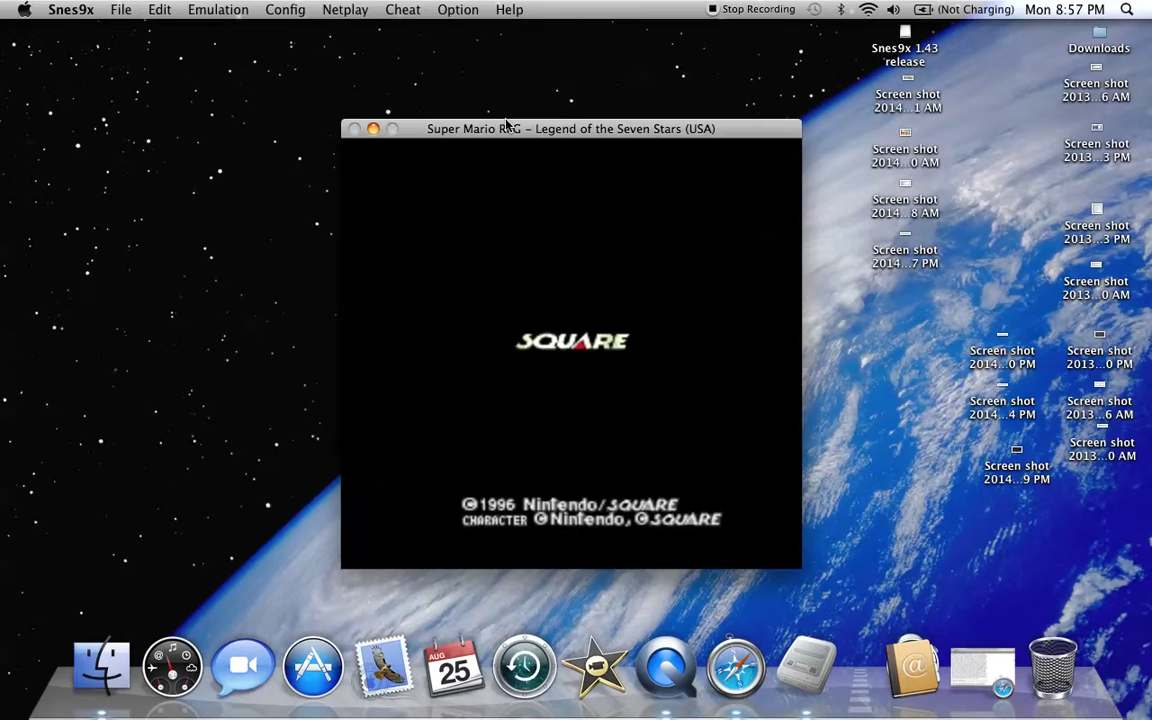 Snes9x File Edit Emulation Config Netplay Cheat Option Help Stop Recording (Not Charging) Mon 8:57 PM
Snes9x 1.43
release
Downloads
Screen shot
2014...1 AM
Screen shot
2013...6 AM
Super Mario RPG – Legend of the Seven Stars (USA)
Screen shot
2014...0 AM
Screen shot
2013...3 PM
Screen shot
2014...8 AM
Screen shot
2013...3 PM
Screen shot
2014...7 PM
Screen shot
2013...0 AM
SQUARE
Screen shot
2014...0 PM
Screen shot
2013...0 PM
Screen shot
2014...4 PM
Screen shot
2013...6 AM
Screen shot
2013...0 AM
Screen shot
2014...9 PM
©1996 Nintendo/SQUARE
CHARACTER ©Nintendo, ©SQUARE
AUG
25